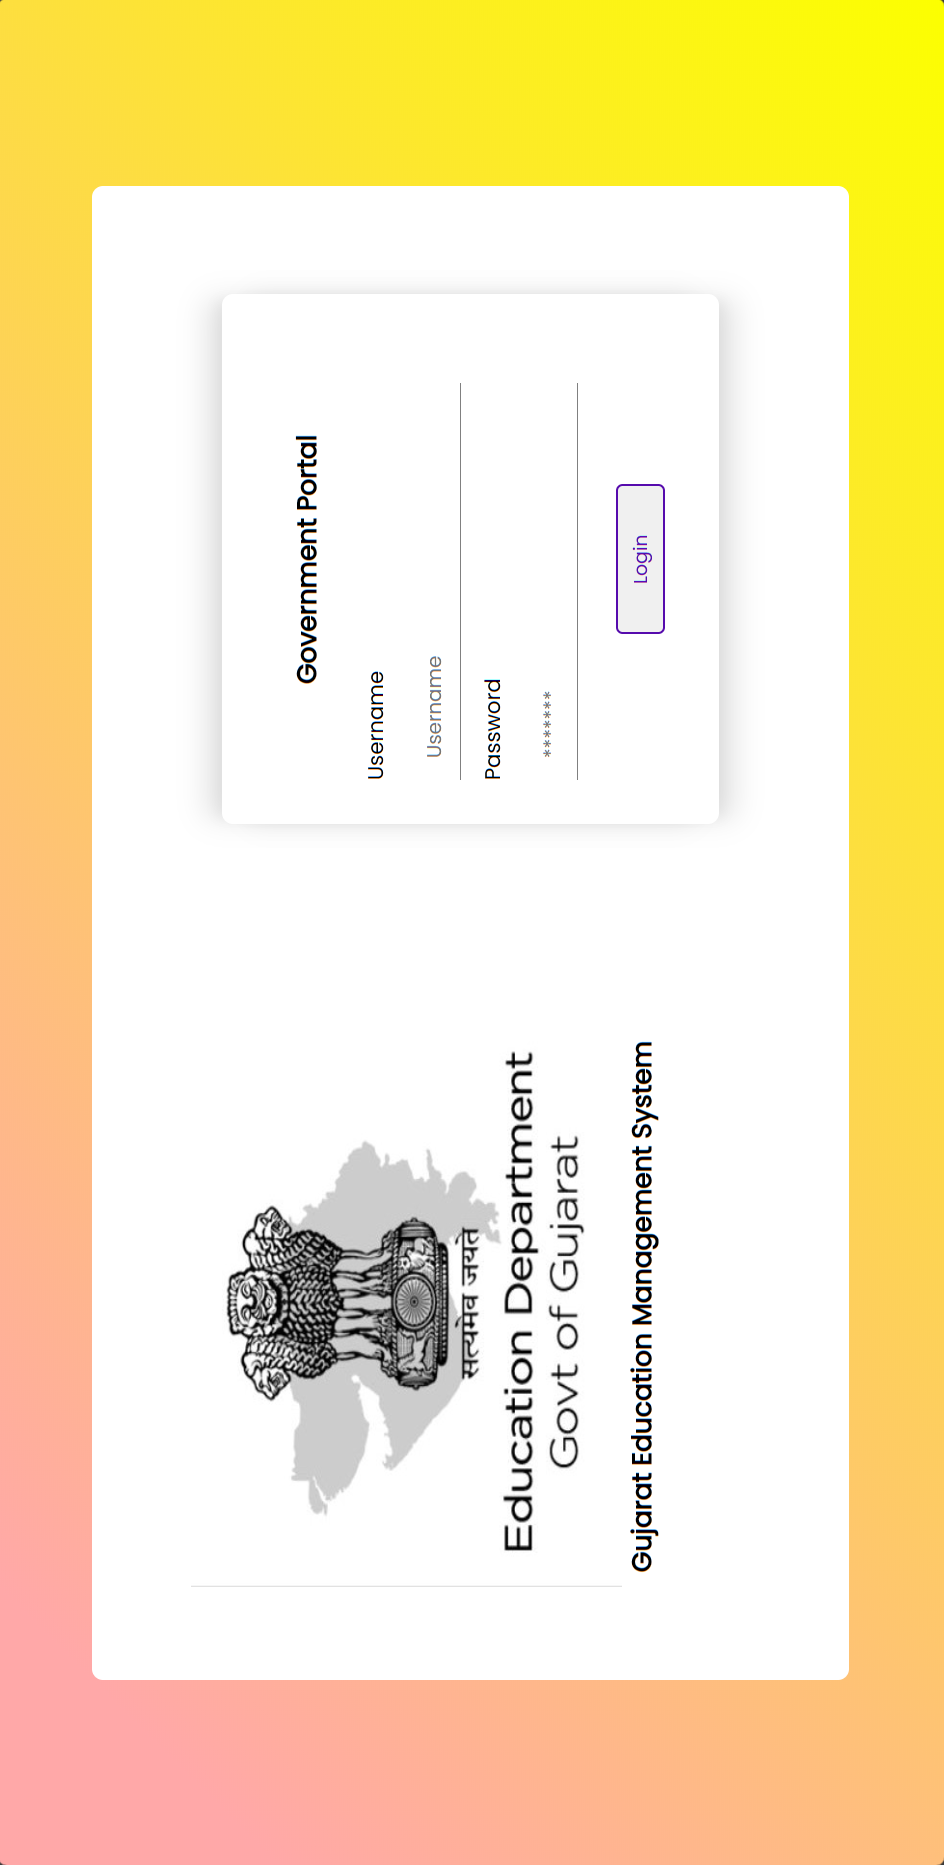 सत्यमेव जयते
Education Department
Govt of Gujarat
Gujarat Education Management System
Government Portal
Username
Username
Password
*******
Login